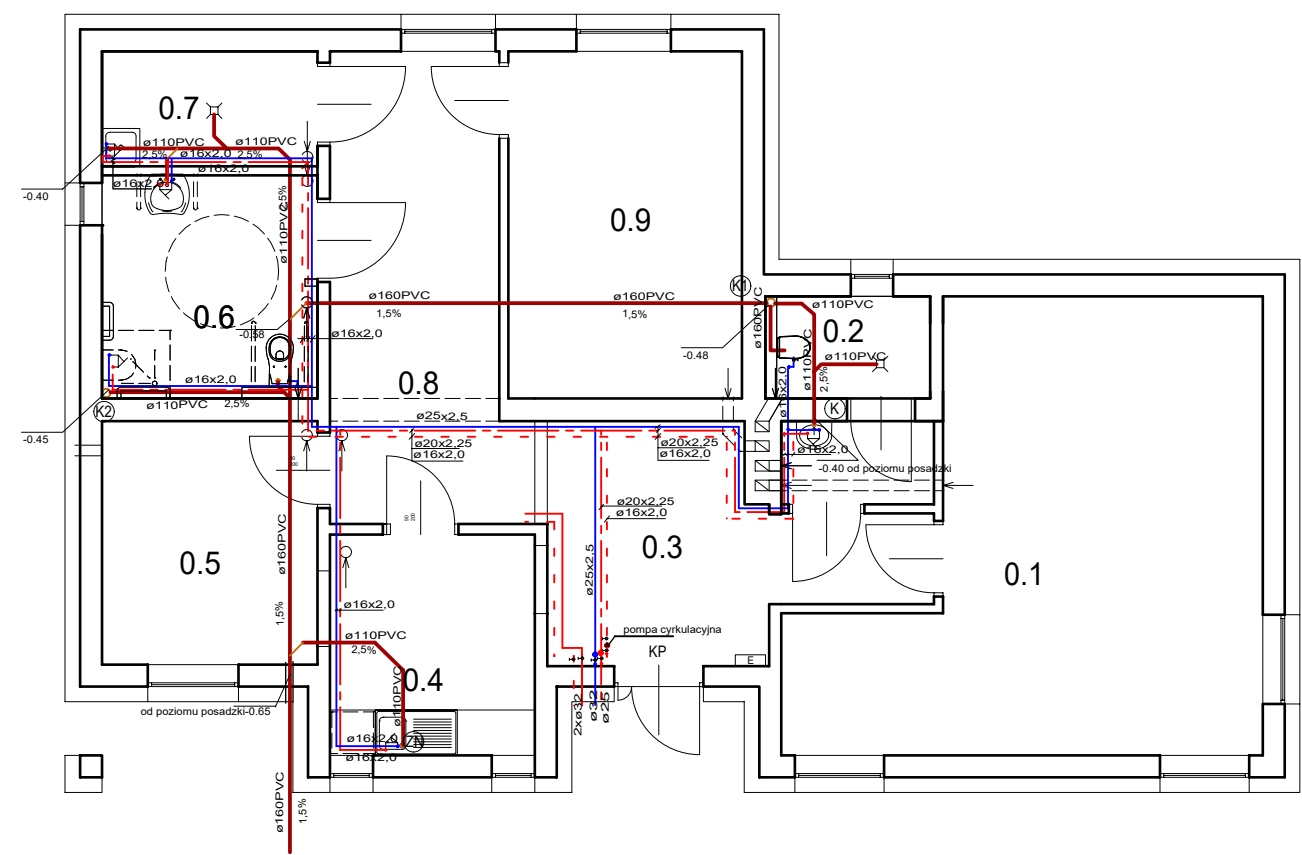 0.7
ø110PVC
2,5%
ø110PVC
2,5%
ø16x2,0
ø16x2,0
ø16x2,0
-0.40
2,5%
ø110PVC
0.9
K1
ø160PVC
1,5%
ø160PVC
1,5%
ø160PVC
ø110PVC
0.2
ø110PVC
2,5%
ø110PVC
ø16x2,0
-0.48
0.6
-0.58
ø16x2,0
0.8
ø16x2,0
ø110PVC
2,5%
K2
-0.45
K
ø25x2,5
ø20x2,25
ø16x2,0
ø20x2,25
ø16x2,0
ø16x2,0
-0.40 od poziomu posadzki
ø20x2,25
ø16x2,0
90
200
0.3
0.5
0.1
ø160PVC
1,5%
ø25x2,5
ø16x2,0
ø110PVC
2,5%
pompa cyrkulacyjna
KP
E
0.4
ø110PVC
od poziomu posadzki-0.65
2xø32
ø32
ø25
ø16x2,0
ZN
ø16x2,0
ø160PVC
1,5%